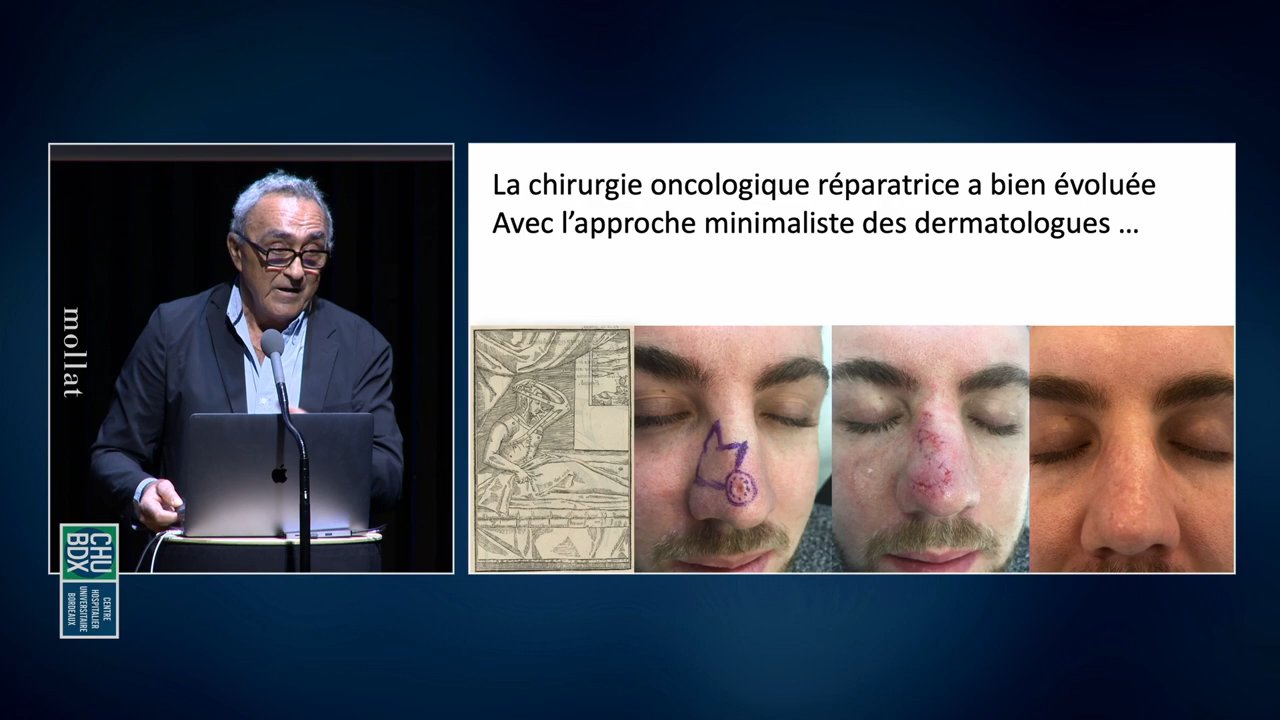 La chirurgie oncologique réparatrice a bien évoluée
Avec l’approche minimaliste des dermatologues ...
mollat
CHU
BDX
CENTRE
HOSPITALIER
UNIVERSITAIRE
BORDEAUX